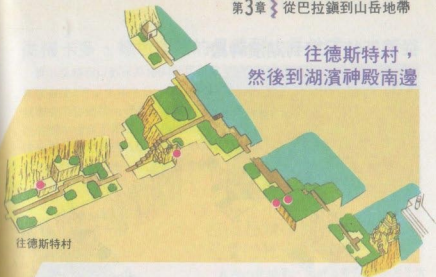 第3章 從巴拉鎮到山岳地帶
往德斯特村，
然後到湖濱神殿南邊
往德斯特村